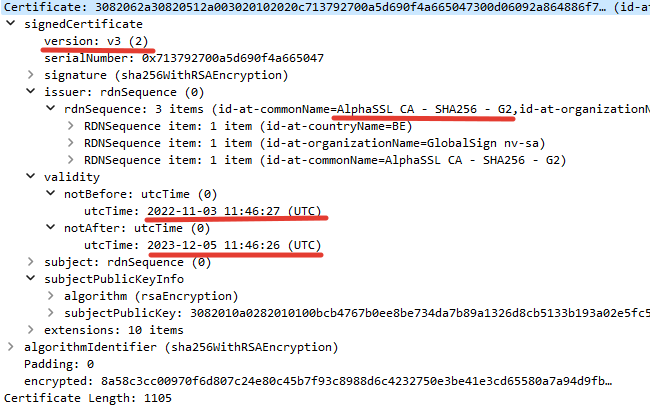 Certificate: 3082062a30820512a003020102020c713792700a5d690f4a665047300d06092a864886f7… (id-at
signedCertificate
version: v3 (2)
serialNumber: 0x713792700a5d690f4a665047
signature (sha256WithRSAEncryption)
issuer: rdnSequence (0)
rdnSequence: 3 items (id-at-commonName=AlphaSSL CA - SHA256 - G2,id-at-organizationN
RDNSequence item: 1 item (id-at-countryName=BE)
RDNSequence item: 1 item (id-at-organizationName=GlobalSign nv-sa)
RDNSequence item: 1 item (id-at-commonName=AlphaSSL CA - SHA256 - G2)
validity
notBefore: utcTime (0)
utcTime: 2022-11-03 11:46:27 (UTC)
notAfter: utcTime (0)
utcTime: 2023-12-05 11:46:26 (UTC)
subject: rdnSequence (0)
subjectPublicKeyInfo
algorithm (rsaEncryption)
subjectPublicKey: 3082010a0282010100bcb4767b0ee8be734da7b89a1326d8cb5133b193a02e5fc5
extensions: 10 items
algorithmIdentifier (sha256WithRSAEncryption)
Padding: 0
encrypted: 8a58c3cc00970f6d807c24e80c45b7f93c8988d6c4232750e3be41e3cd65580a7a94d9fb…
Certificate Length: 1105